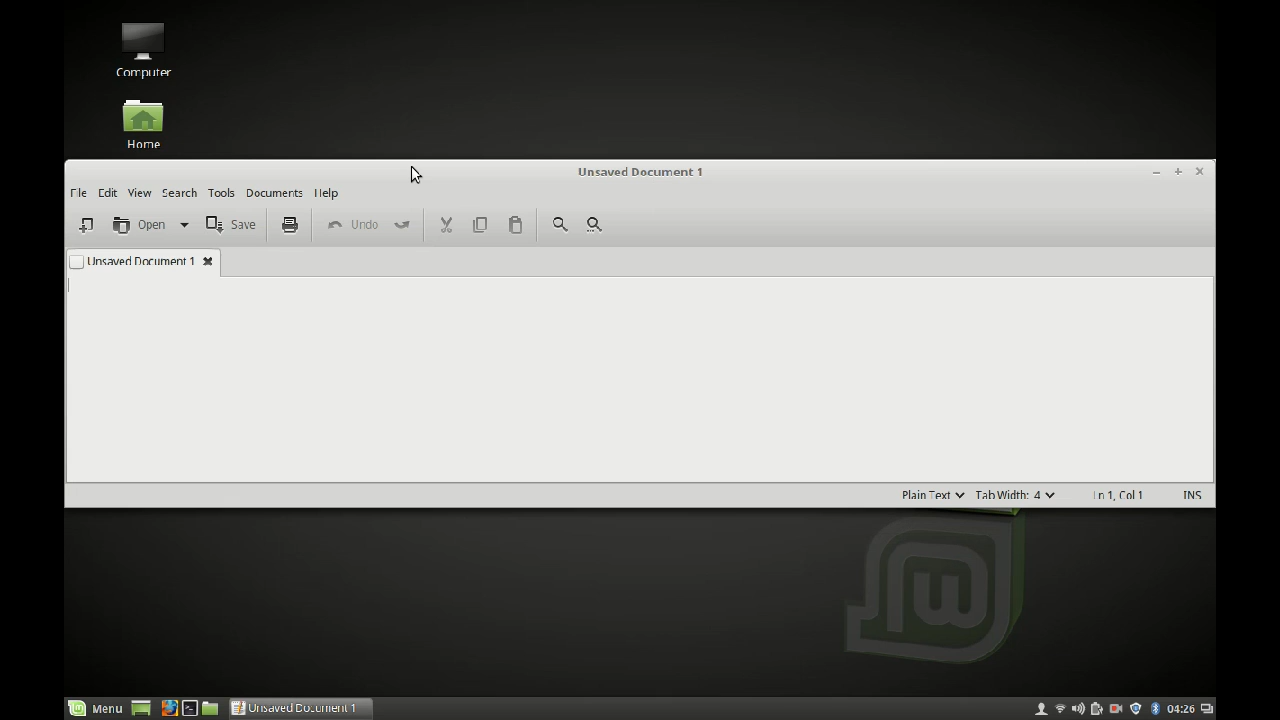 Computer
Home
Unsaved Document 1
File Edit View Search Tools Documents Help
Open Save Undo
Unsaved Document 1
Plain Text Tab Width: 4 Ln 1, Col 1 INS
Menu Unsaved Document 1 04:26